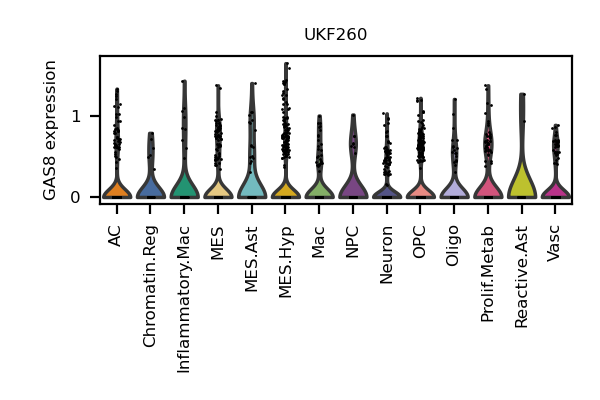 UKF260
GAS8 expression
1
0
AC
Chromatin.Reg
Inflammatory.Mac
MES
MES.Ast
MES.Hyp
Mac
NPC
Neuron
OPC
Oligo
Prolif.Metab
Reactive.Ast
Vasc